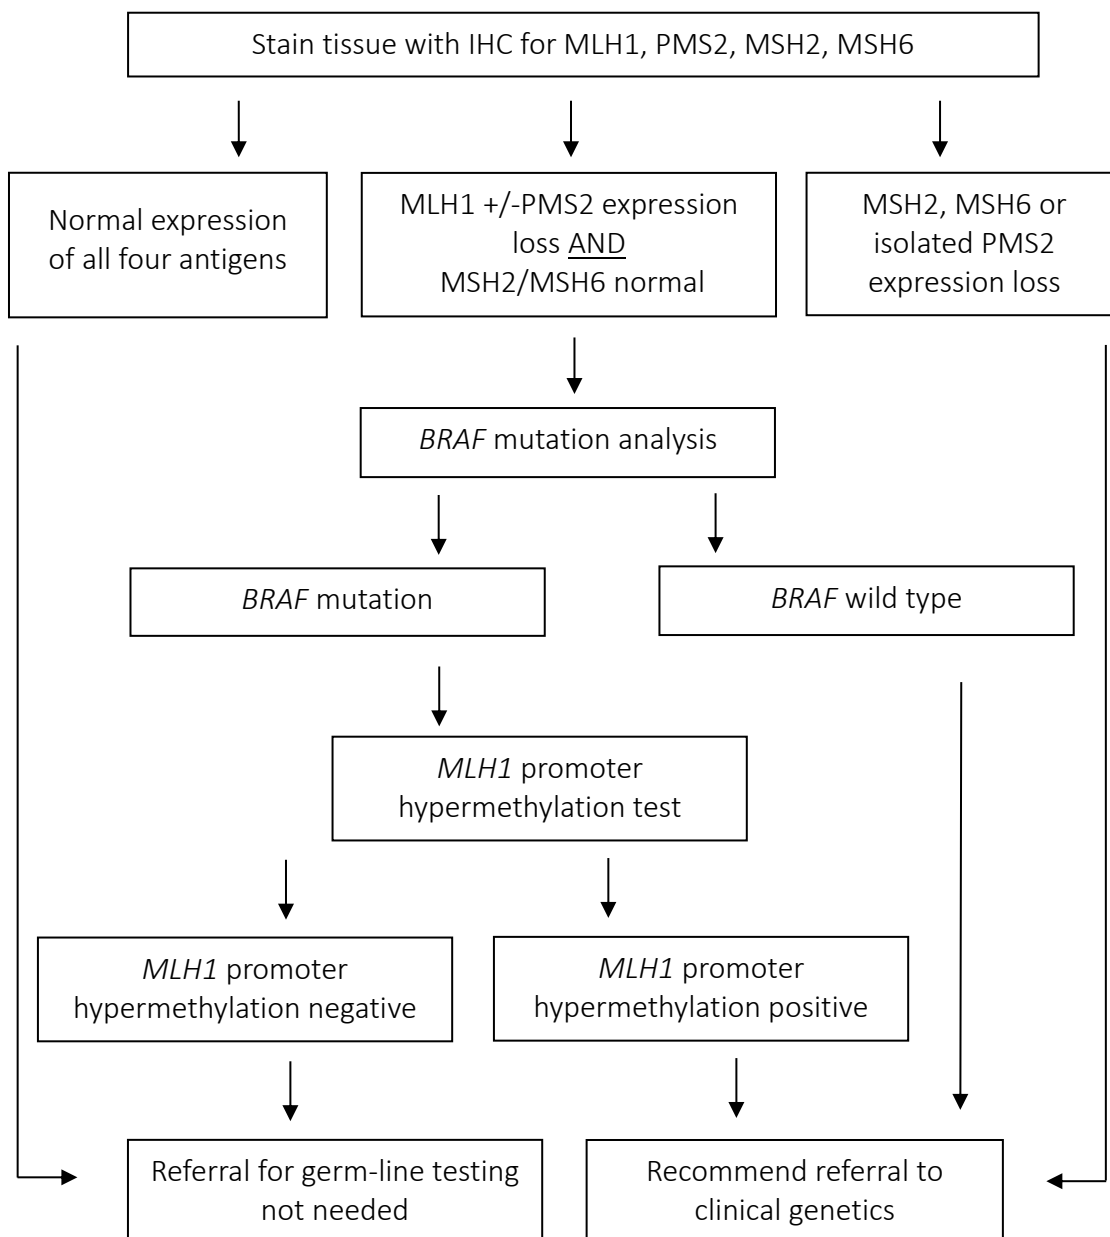 Stain tissue with IHC for MLH1, PMS2, MSH2, MSH6
Normal expression
of all four antigens
MLH1 +/-PMS2 expression
loss AND
MSH2/MSH6 normal
MSH2, MSH6 or
isolated PMS2
expression loss
BRAF mutation analysis
BRAF mutation
BRAF wild type
MLH1 promoter
hypermethylation test
MLH1 promoter
hypermethylation negative
MLH1 promoter
hypermethylation positive
Referral for germ-line testing
not needed
Recommend referral to
clinical genetics